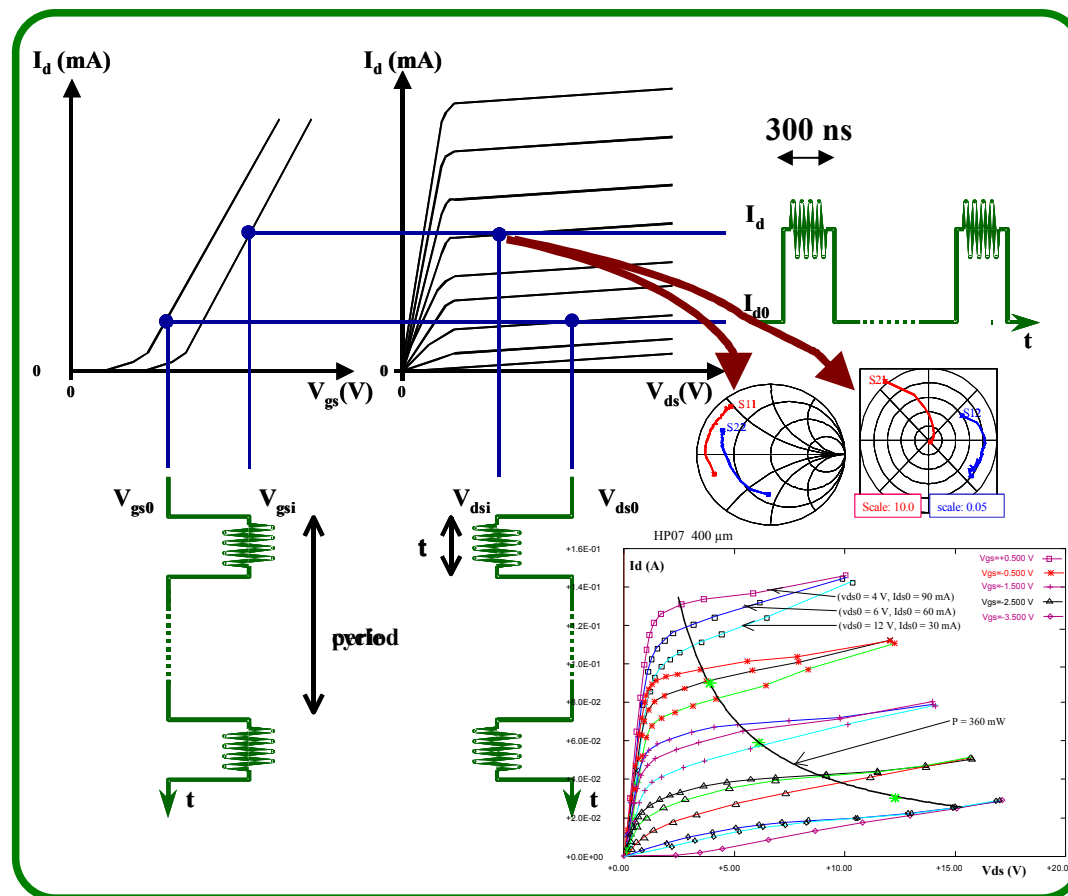 I_d (mA)
I_d (mA)
300 ns
I_d
I_d0
t
0
0
V_gs(V)
0
0
V_ds(V)
S11
S22
S21
S12
Scale: 10.0
scale: 0.05
V_gs0
V_gsi
V_dsi
V_ds0
t
period
t
t
HP07 400 µm
Id (A)
+1.6E-01
+1.4E-01
+1.2E-01
+1.0E-01
+8.0E-02
+6.0E-02
+4.0E-02
+2.0E-02
+0.0E+00
Vgs=+0.500 V
Vgs=-0.500 V
Vgs=-1.500 V
Vgs=-2.500 V
Vgs=-3.500 V
(vds0 = 4 V, Ids0 = 90 mA)
(vds0 = 6 V, Ids0 = 60 mA)
(vds0 = 12 V, Ids0 = 30 mA)
P = 360 mW
+0.00
+5.00
+10.00
+15.00
+20.0
Vds (V)